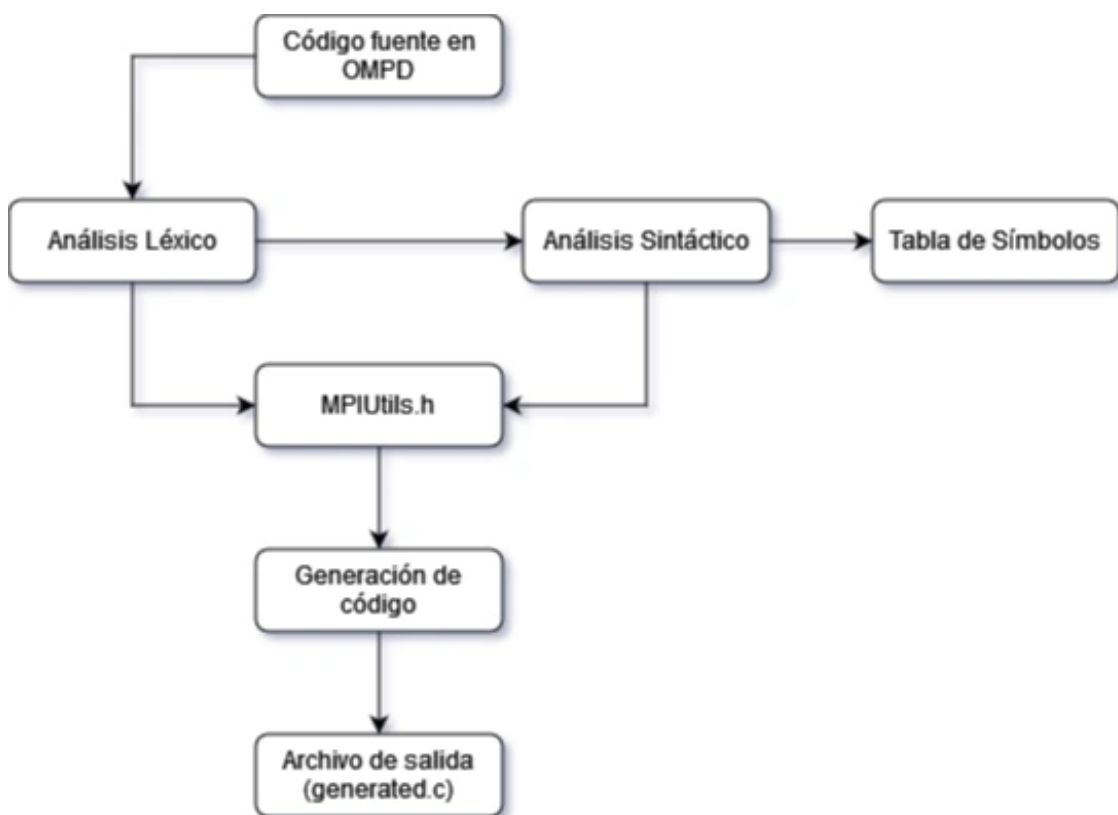 Código fuente en
OMPD
Análisis Léxico
Análisis Sintáctico
Tabla de Símbolos
MPIUtils.h
Generación de
código
Archivo de salida
(generated.c)